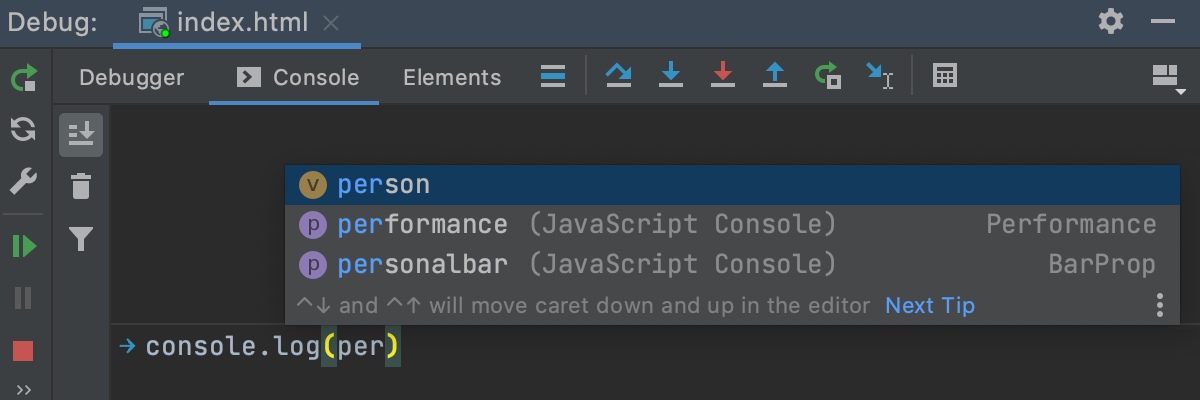 Debug: index.html
Debugger Console Elements
v person
p performance (JavaScript Console) Performance
p personalbar (JavaScript Console) BarProp
^↓ and ^↑ will move caret down and up in the editor Next Tip
→ console.log(per)